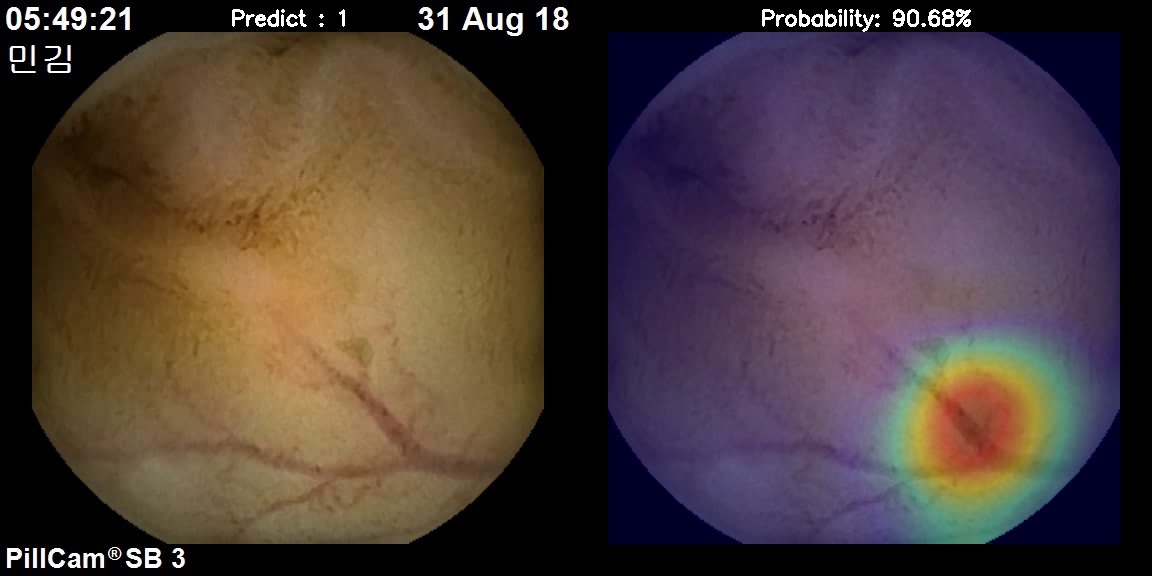 05:49:21 Predict : 1 31 Aug 18 Probability: 90.68%
민김
PillCam® SB 3